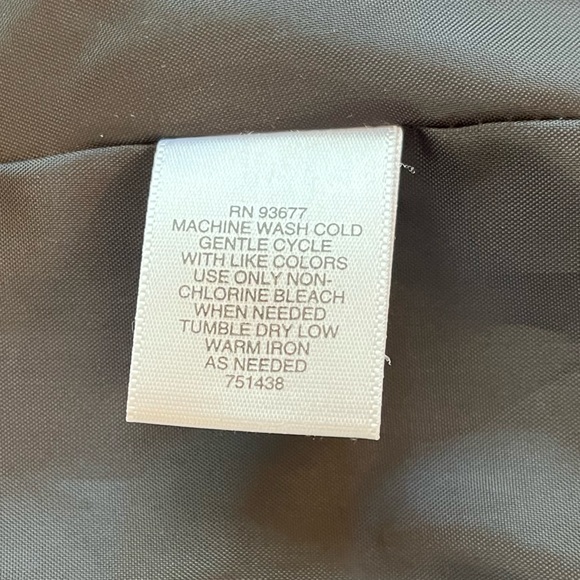 RN 93677
MACHINE WASH COLD
GENTLE CYCLE
WITH LIKE COLORS
USE ONLY NON-
CHLORINE BLEACH
WHEN NEEDED
TUMBLE DRY LOW
WARM IRON
AS NEEDED
751438